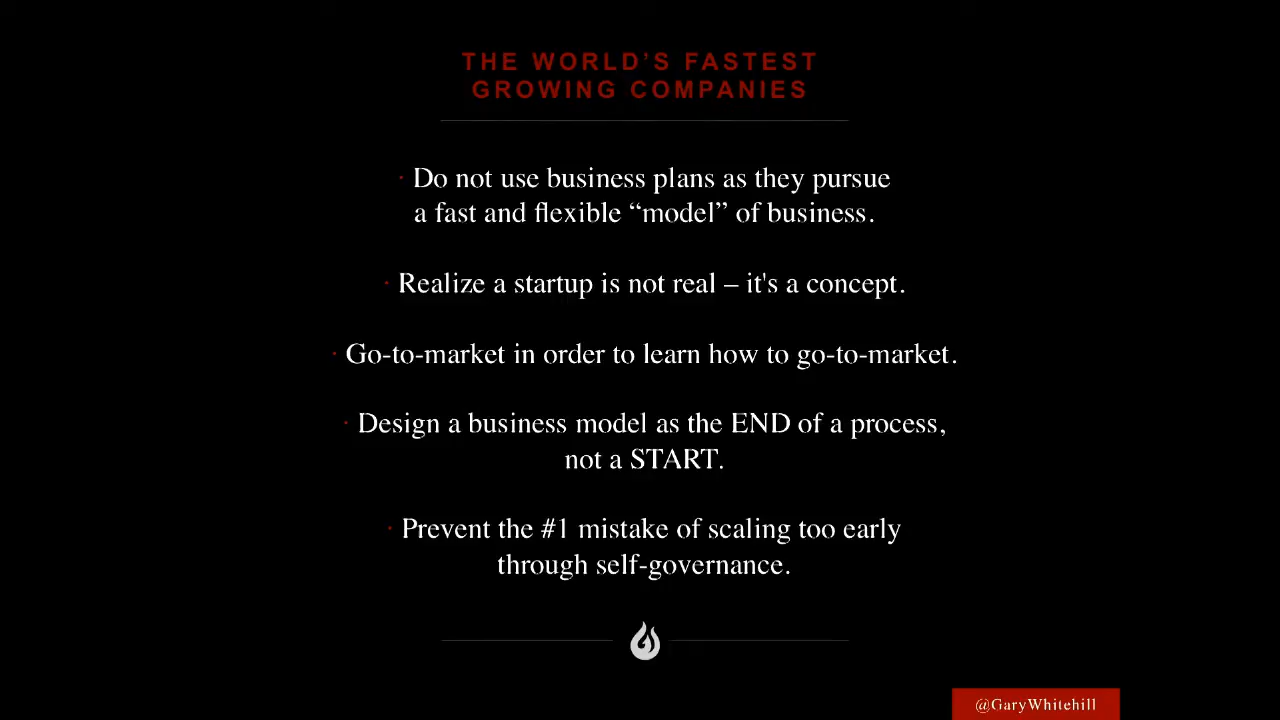 THE WORLD’S FASTEST
GROWING COMPANIES
· Do not use business plans as they pursue
a fast and flexible “model” of business.
· Realize a startup is not real – it's a concept.
· Go-to-market in order to learn how to go-to-market.
· Design a business model as the END of a process,
not a START.
· Prevent the #1 mistake of scaling too early
through self-governance.
@GaryWhitehill